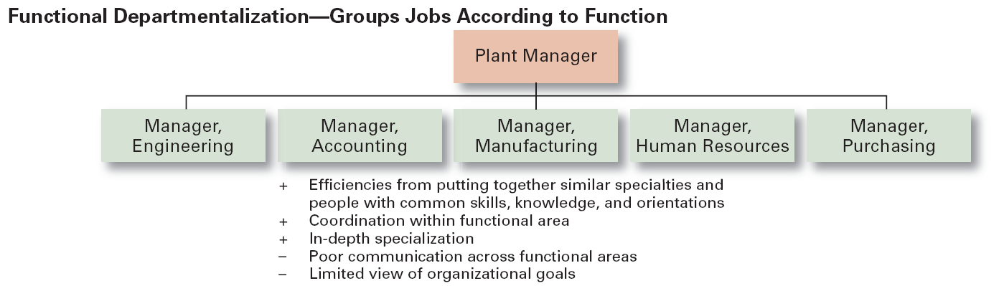 Functional Departmentalization—Groups Jobs According to Function
Plant Manager
Manager,
Engineering
Manager,
Accounting
Manager,
Manufacturing
Manager,
Human Resources
Manager,
Purchasing
+ Efficiencies from putting together similar specialties and
people with common skills, knowledge, and orientations
+ Coordination within functional area
+ In-depth specialization
– Poor communication across functional areas
– Limited view of organizational goals